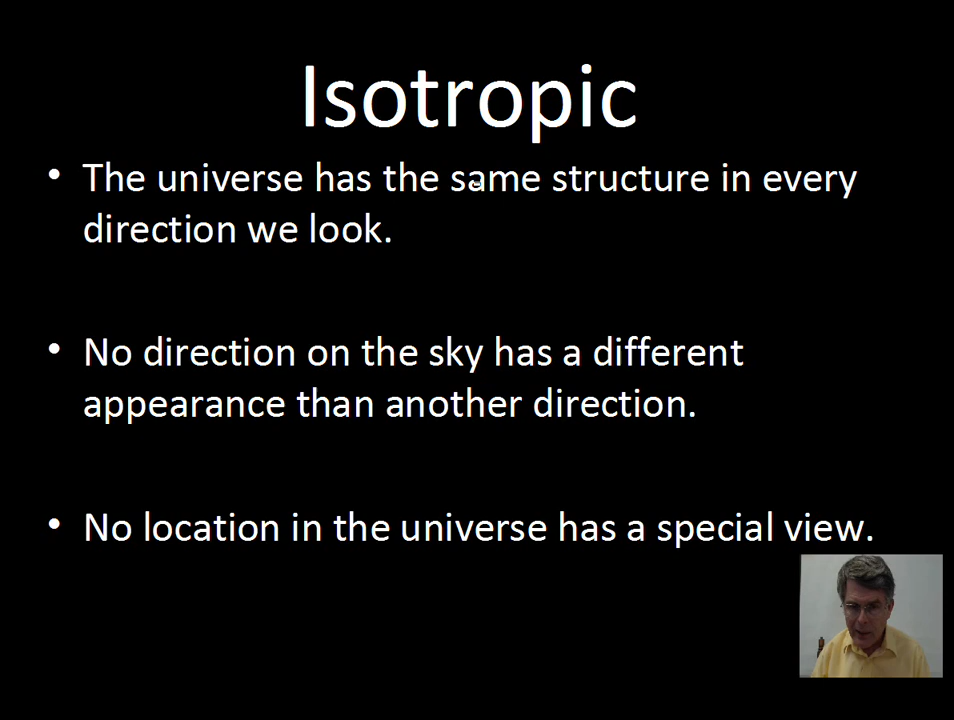 Isotropic
• The universe has the same structure in every
direction we look.
• No direction on the sky has a different
appearance than another direction.
• No location in the universe has a special view.